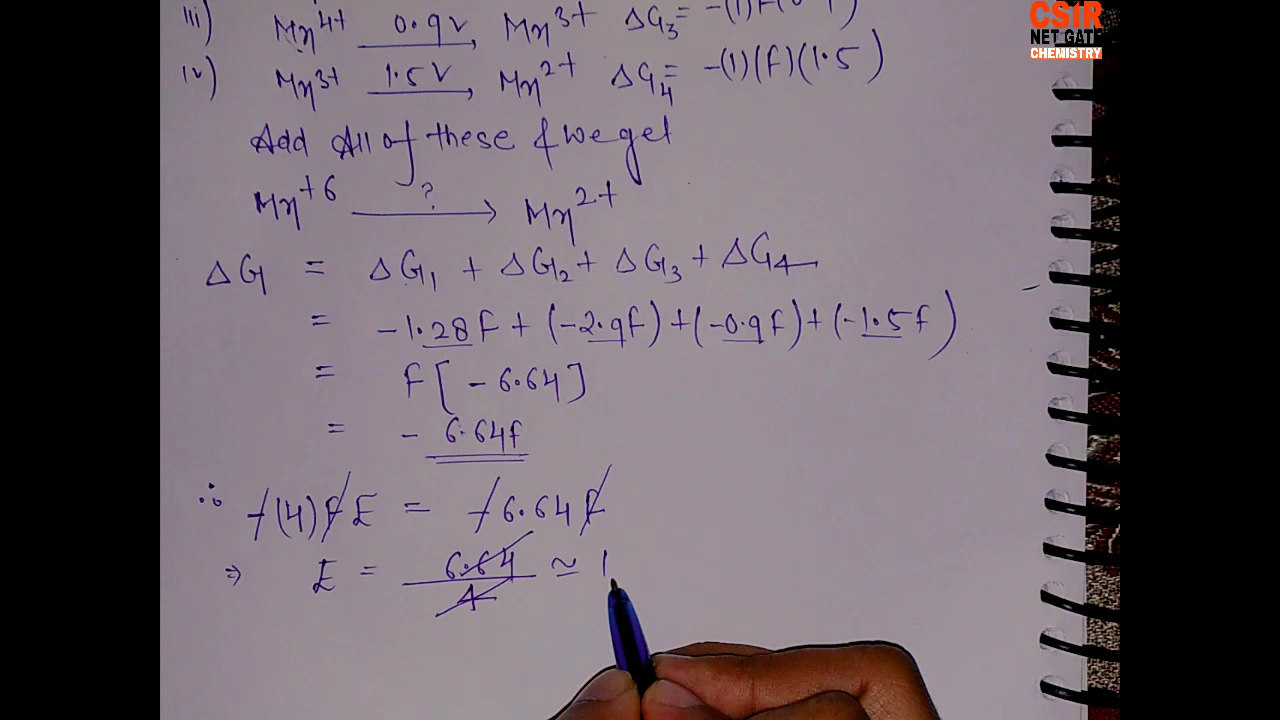 CSIR
NET GATE
CHEMISTRY
iii) Mn4+ 0.9V Mn3+ ΔG3 = -(1)F(0
iv) Mn3+ 1.5V Mn2+ ΔG4 = -(1)(F)(1.5)
Add All of these & we get
Mn+6 ? → Mn2+
ΔG = ΔG1 + ΔG2 + ΔG3 + ΔG4
= -1.28F + (-2.9F) + (-0.9F) + (-1.5F)
= F[-6.64]
= -6.64F
∴ -(4)FE = -6.64F
⇒ E = 6.64/4 ≃ 1